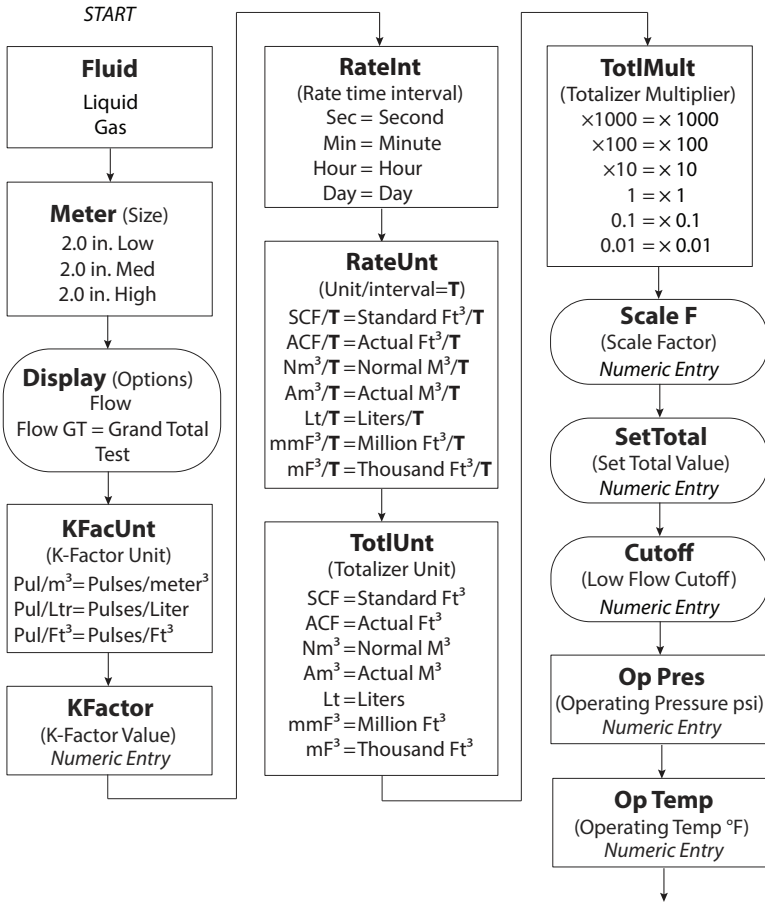 START
Fluid
Liquid
Gas
Meter (Size)
2.0 in. Low
2.0 in. Med
2.0 in. High
Display (Options)
Flow
Flow GT = Grand Total
Test
KFacUnt
(K-Factor Unit)
Pul/m³= Pulses/meter³
Pul/Ltr= Pulses/Liter
Pul/Ft³= Pulses/Ft³
KFactor
(K-Factor Value)
Numeric Entry
RateInt
(Rate time interval)
Sec = Second
Min = Minute
Hour = Hour
Day = Day
RateUnt
(Unit/interval=T)
SCF/T = Standard Ft³/T
ACF/T = Actual Ft³/T
Nm³/T = Normal M³/T
Am³/T = Actual M³/T
Lt/T = Liters/T
mmF³/T = Million Ft³/T
mF³/T = Thousand Ft³/T
TotlUnt
(Totalizer Unit)
SCF = Standard Ft³
ACF = Actual Ft³
Nm³ = Normal M³
Am³ = Actual M³
Lt = Liters
mmF³ = Million Ft³
mF³ = Thousand Ft³
TotlMult
(Totalizer Multiplier)
×1000 = × 1000
×100 = × 100
×10 = × 10
1 = × 1
0.1 = × 0.1
0.01 = × 0.01
Scale F
(Scale Factor)
Numeric Entry
SetTotal
(Set Total Value)
Numeric Entry
Cutoff
(Low Flow Cutoff)
Numeric Entry
Op Pres
(Operating Pressure psi)
Numeric Entry
Op Temp
(Operating Temp °F)
Numeric Entry